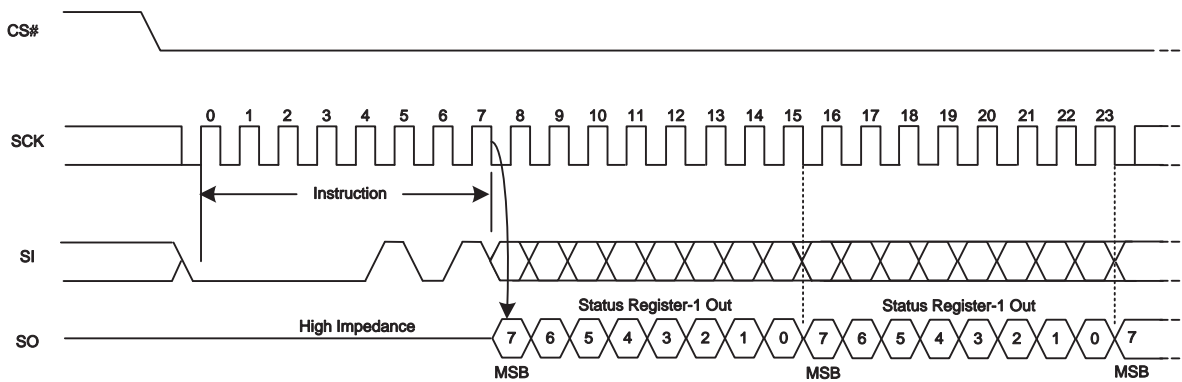 CS#
0 1 2 3 4 5 6 7 8 9 10 11 12 13 14 15 16 17 18 19 20 21 22 23
SCK
Instruction
SI
Status Register-1 Out Status Register-1 Out
High Impedance
SO 7 6 5 4 3 2 1 0 7 6 5 4 3 2 1 0 7
MSB MSB MSB